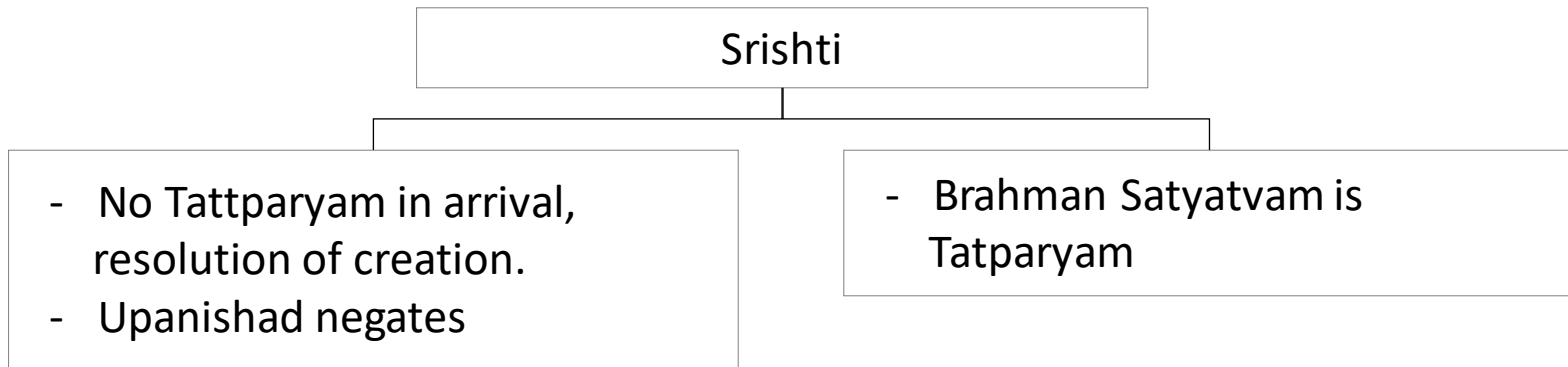 Srishti
- No Tattparyam in arrival,
resolution of creation.
- Upanishad negates
- Brahman Satyatvam is
Tatparyam